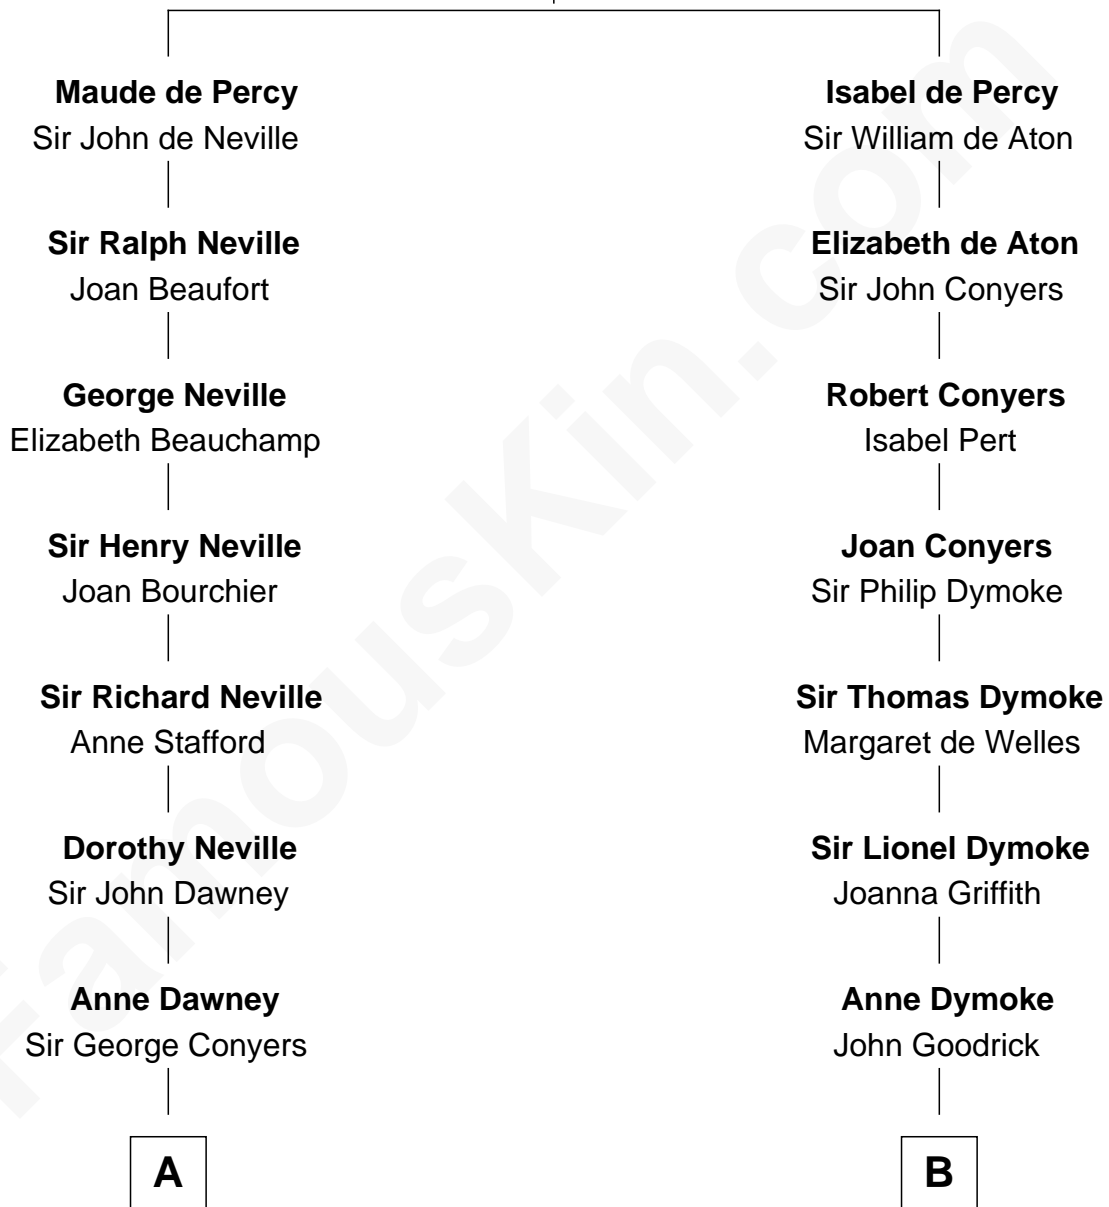 Maude de Percy
Sir John de Neville
Sir Ralph Neville
Joan Beaufort
George Neville
Elizabeth Beauchamp
Sir Henry Neville
Joan Bourchier
Sir Richard Neville
Anne Stafford
Dorothy Neville
Sir John Dawney
Anne Dawney
Sir George Conyers
A
Isabel de Percy
Sir William de Aton
Elizabeth de Aton
Sir John Conyers
Robert Conyers
Isabel Pert
Joan Conyers
Sir Philip Dymoke
Sir Thomas Dymoke
Margaret de Welles
Sir Lionel Dymoke
Joanna Griffith
Anne Dymoke
John Goodrick
B
FamousKin.com